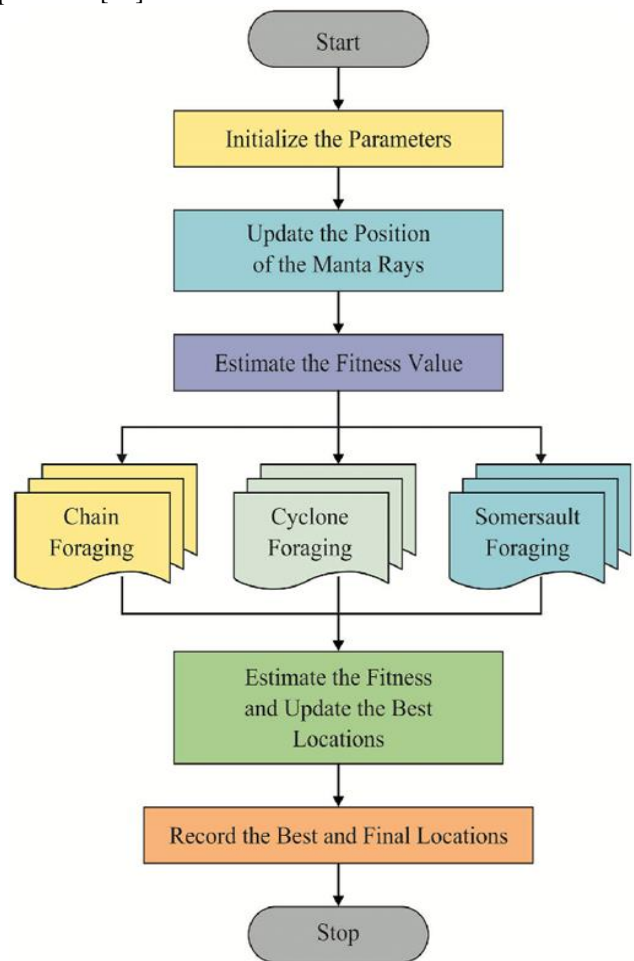 Start
Initialize the Parameters
Update the Position
of the Manta Rays
Estimate the Fitness Value
Chain
Foraging
Cyclone
Foraging
Somersault
Foraging
Estimate the Fitness
and Update the Best
Locations
Record the Best and Final Locations
Stop